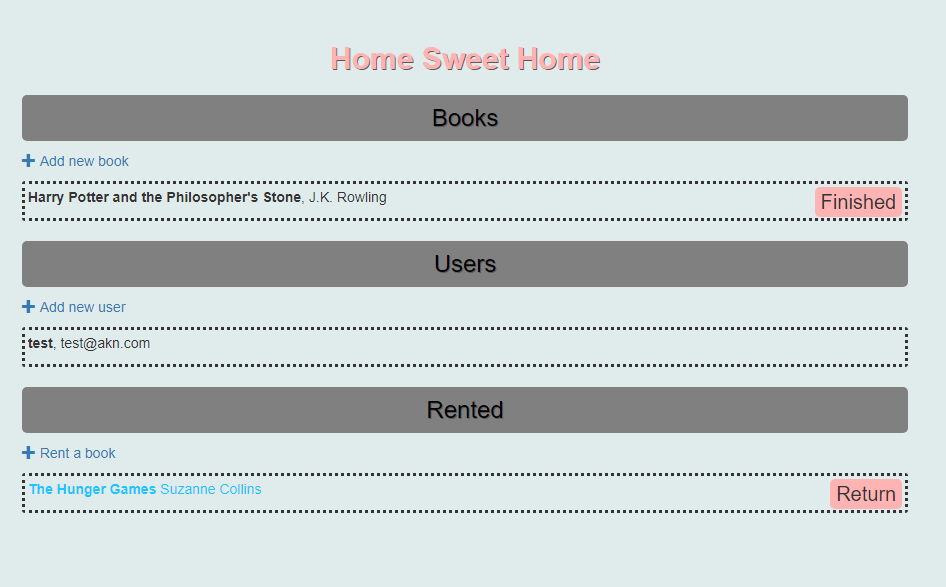 Home Sweet Home
Books
Add new book
Harry Potter and the Philosopher's Stone, J.K. Rowling
Finished
Users
Add new user
test, test@akn.com
Rented
Rent a book
The Hunger Games Suzanne Collins
Return